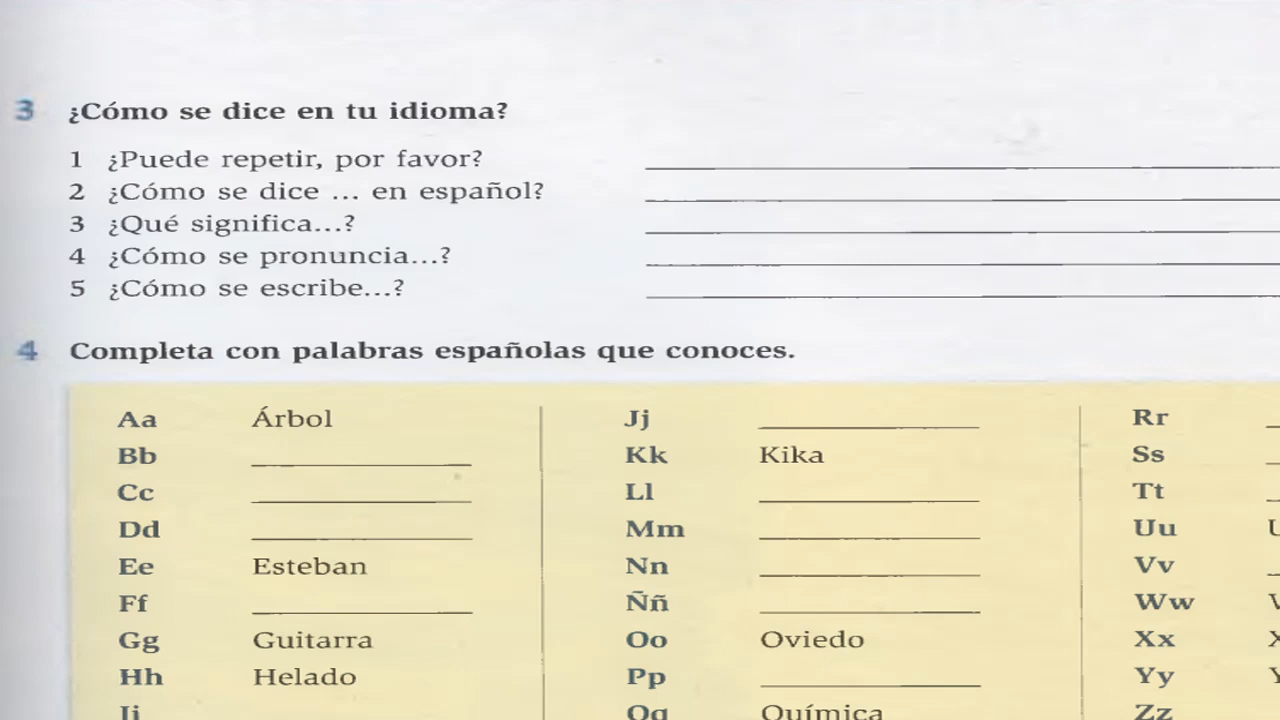 3 ¿Cómo se dice en tu idioma?
1 ¿Puede repetir, por favor?
2 ¿Cómo se dice ... en español?
3 ¿Qué significa...?
4 ¿Cómo se pronuncia...?
5 ¿Cómo se escribe...?
4 Completa con palabras españolas que conoces.
Aa Árbol
Bb
Cc
Dd
Ee Esteban
Ff
Gg Guitarra
Hh Helado
Ii
Jj
Kk Kika
Ll
Mm
Nn
Ññ
Oo Oviedo
Pp
Qq Química
Rr
Ss
Tt
Uu
Vv
Ww
Xx
Yy
Zz